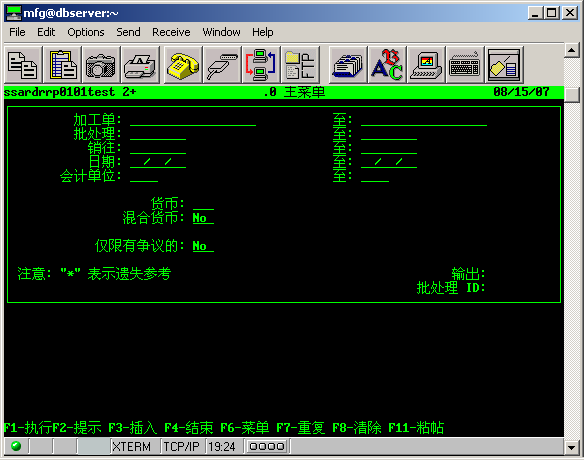 mfg@dbserver:~
File Edit Options Send Receive Window Help
ABC
ssardrrp0101test 2+ .0 主菜单 08/15/07
加工单: 至:
批处理: 至:
销往: 至:
日期: / / 至: / /
会计单位: 至:
货币:
混合货币: No
仅限有争议的: No
注意: "*" 表示遗失参考 输出:
批处理 ID:
F1-执行F2-提示 F3-插入 F4-结束 F6-菜单 F7-重复 F8-清除 F11-粘帖
XTERM TCP/IP 19:24